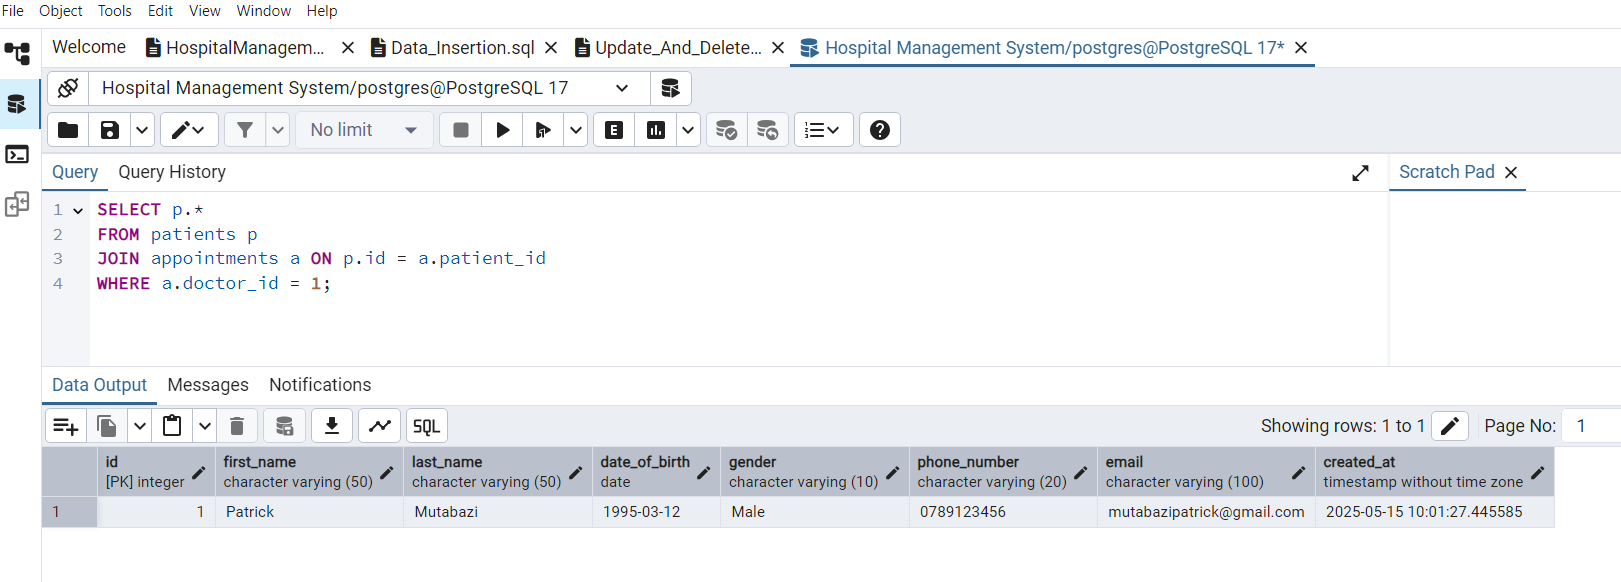 File Object Tools Edit View Window Help
Welcome HospitalManagem... Data_Insertion.sql Update_And_Delete... Hospital Management System/postgres@PostgreSQL 17*
Hospital Management System/postgres@PostgreSQL 17
No limit E
Query Query History Scratch Pad
1 SELECT p.*
2 FROM patients p
3 JOIN appointments a ON p.id = a.patient_id
4 WHERE a.doctor_id = 1;
Data Output Messages Notifications
SQL Showing rows: 1 to 1 Page No: 1
id first_name last_name date_of_birth gender phone_number email created_at
[PK] integer character varying (50) character varying (50) date character varying (10) character varying (20) character varying (100) timestamp without time zone
1 1 Patrick Mutabazi 1995-03-12 Male 0789123456 mutabazipatrick@gmail.com 2025-05-15 10:01:27.445585